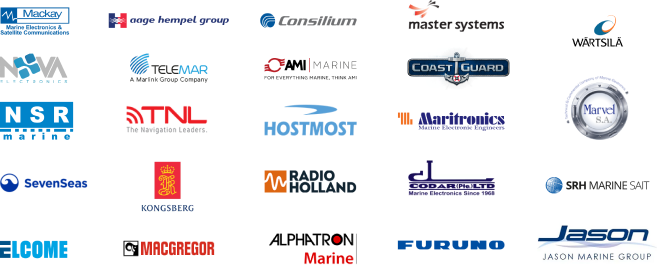 Mackay
Marine Electronics &
Satellite Communications
aage hempel group
Consilium
master systems
WÄRTSILÄ
NOVA
ELECTRONICS
TELEMAR
A Marlink Group Company
AMI MARINE
FOR EVERYTHING MARINE, THINK AMI
COAST GUARD
Marvel
S.A.
NSR
marine
TNL
The Navigation Leaders.
HOSTMOST
Maritronics
Marine Electronic Engineers
SevenSeas
KONGSBERG
RADIO
HOLLAND
CODAR (Pte.) LTD
Marine Electronics Since 1968
SRH MARINE SAIT
ELCOME
MACGREGOR
ALPHATRON
Marine
FURUNO
Jason
JASON MARINE GROUP